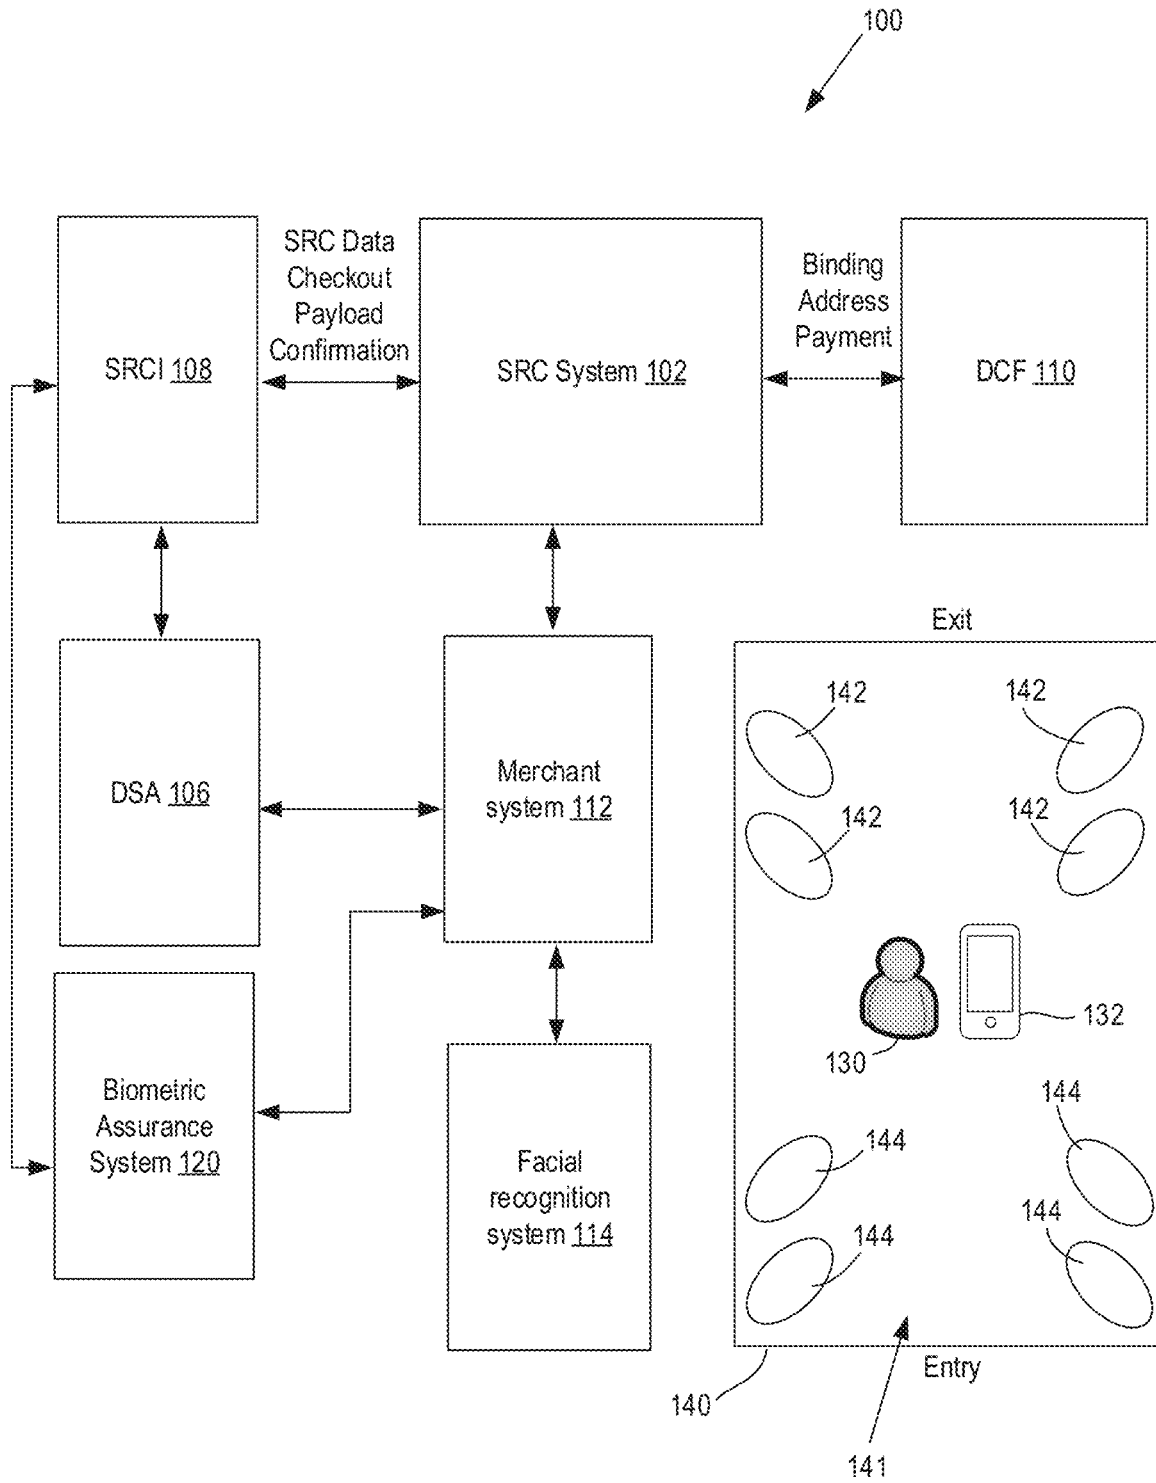 100
SRC Data
Checkout
Payload
Confirmation
Binding
Address
Payment
SRCI 108
SRC System 102
DCF 110
Exit
142
142
142
142
DSA 106
Merchant
system 112
132
130
Biometric
Assurance
System 120
144
144
144
144
Facial
recognition
system 114
Entry
140
141